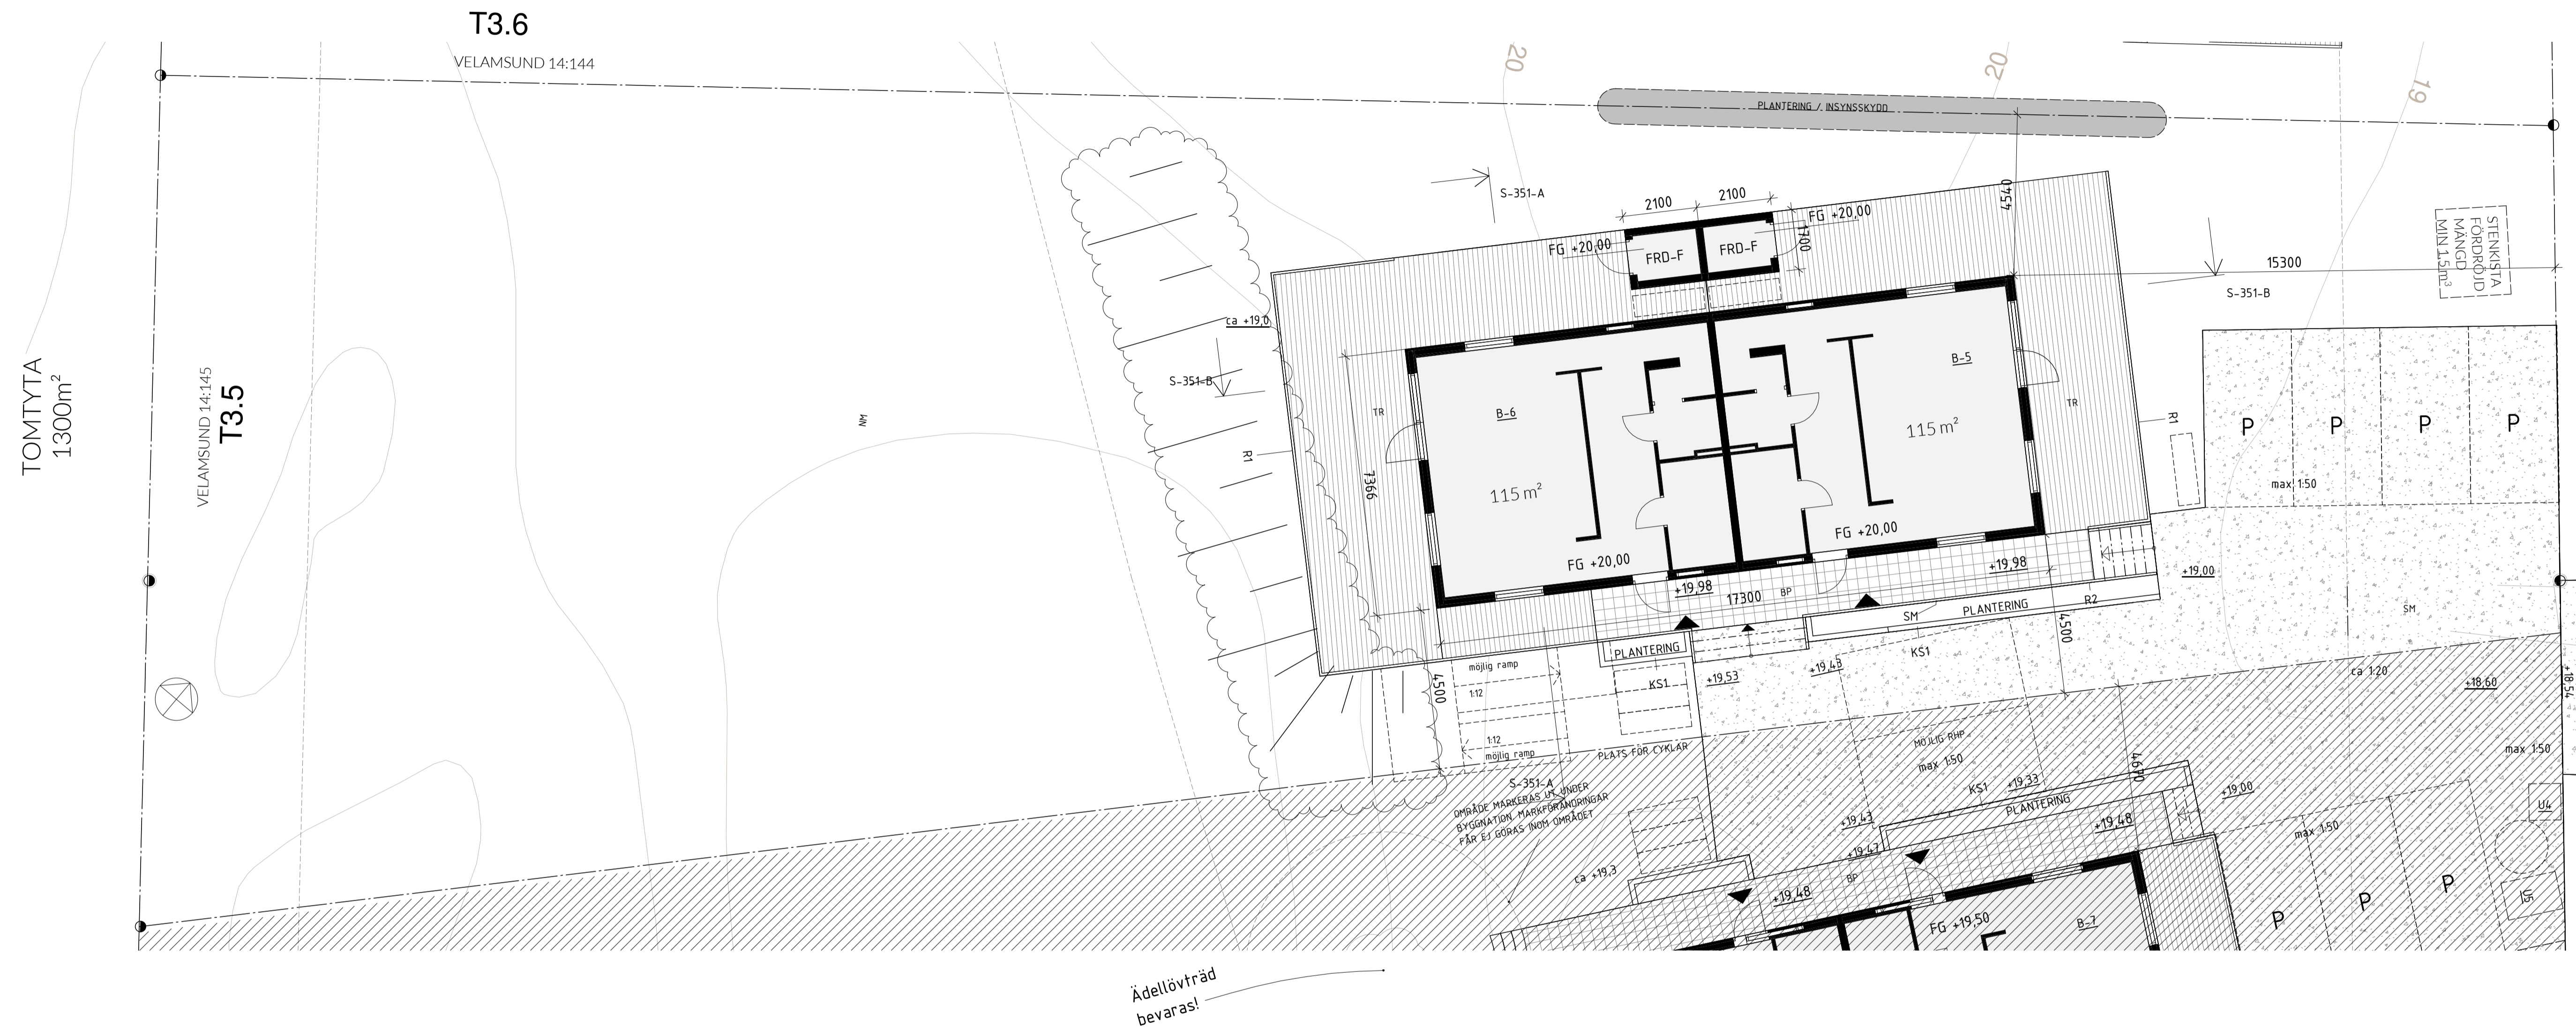 T3.6
VELAMSUND 14:144
20
20
19
PLANTERING / INSYNSSKYDD
TOMTYTA
1300m²
VELAMSUND 14:145
T3.5
NM
S-351-A
2100
2100
FG +20,00
FG +20,00
FRD-F
FRD-F
1700
4540
15300
S-351-B
STENKISTA
FÖRDRÖJD
MÄNGD
MIN 1.5m³
ca +19,0
S-351-B
R1
TR
7366
B-6
115 m²
FG +20,00
B-5
115 m²
FG +20,00
TR
R1
P
P
P
P
max 1:50
+19,98
17300
BP
+19,98
+19,00
SM
PLANTERING
R2
SM
PLANTERING
KS1
KS1
4500
4500
möjlig ramp
1:12
1:12
möjlig ramp
+19,53
+19,43
ca 1:20
+18,60
+18,54
PLATS FÖR CYKLAR
MÖJLIG RHP
max 1:50
4670
max 1:50
S-351-A
OMRÅDE MARKERAS UT UNDER
BYGGNATION. MARKFÖRÄNDRINGAR
FÅR EJ GÖRAS INOM OMRÅDET
KS1
+19,33
PLANTERING
+19,00
+19,43
+19,47
+19,48
max 1:50
U4
U5
ca +19,3
BP
+19,48
FG +19,50
B-7
P
P
P
Ädellövträd
bevaras!